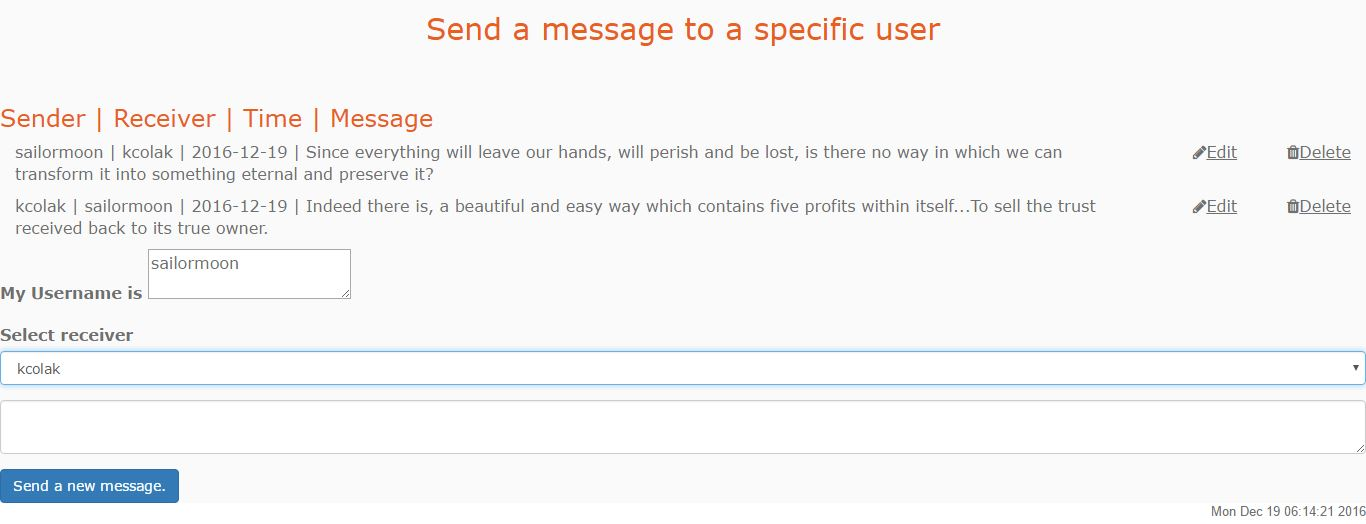 Send a message to a specific user
Sender | Receiver | Time | Message
sailormoon | kcolak | 2016-12-19 | Since everything will leave our hands, will perish and be lost, is there no way in which we can
transform it into something eternal and preserve it?
Edit
Delete
kcolak | sailormoon | 2016-12-19 | Indeed there is, a beautiful and easy way which contains five profits within itself...To sell the trust
received back to its true owner.
Edit
Delete
My Username is
sailormoon
Select receiver
kcolak
Send a new message.
Mon Dec 19 06:14:21 2016